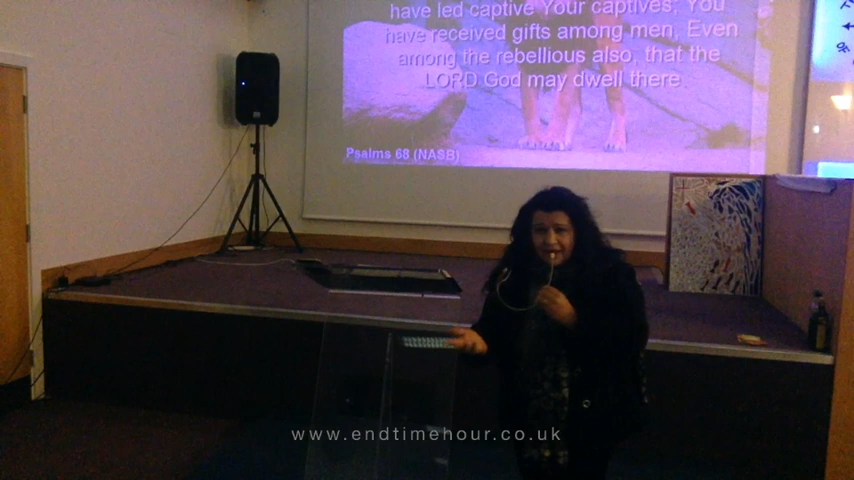 have led captive Your captives; You
have received gifts among men, Even
among the rebellious also, that the
LORD God may dwell there
Psalms 68 (NASB)
www.endtimehour.co.uk